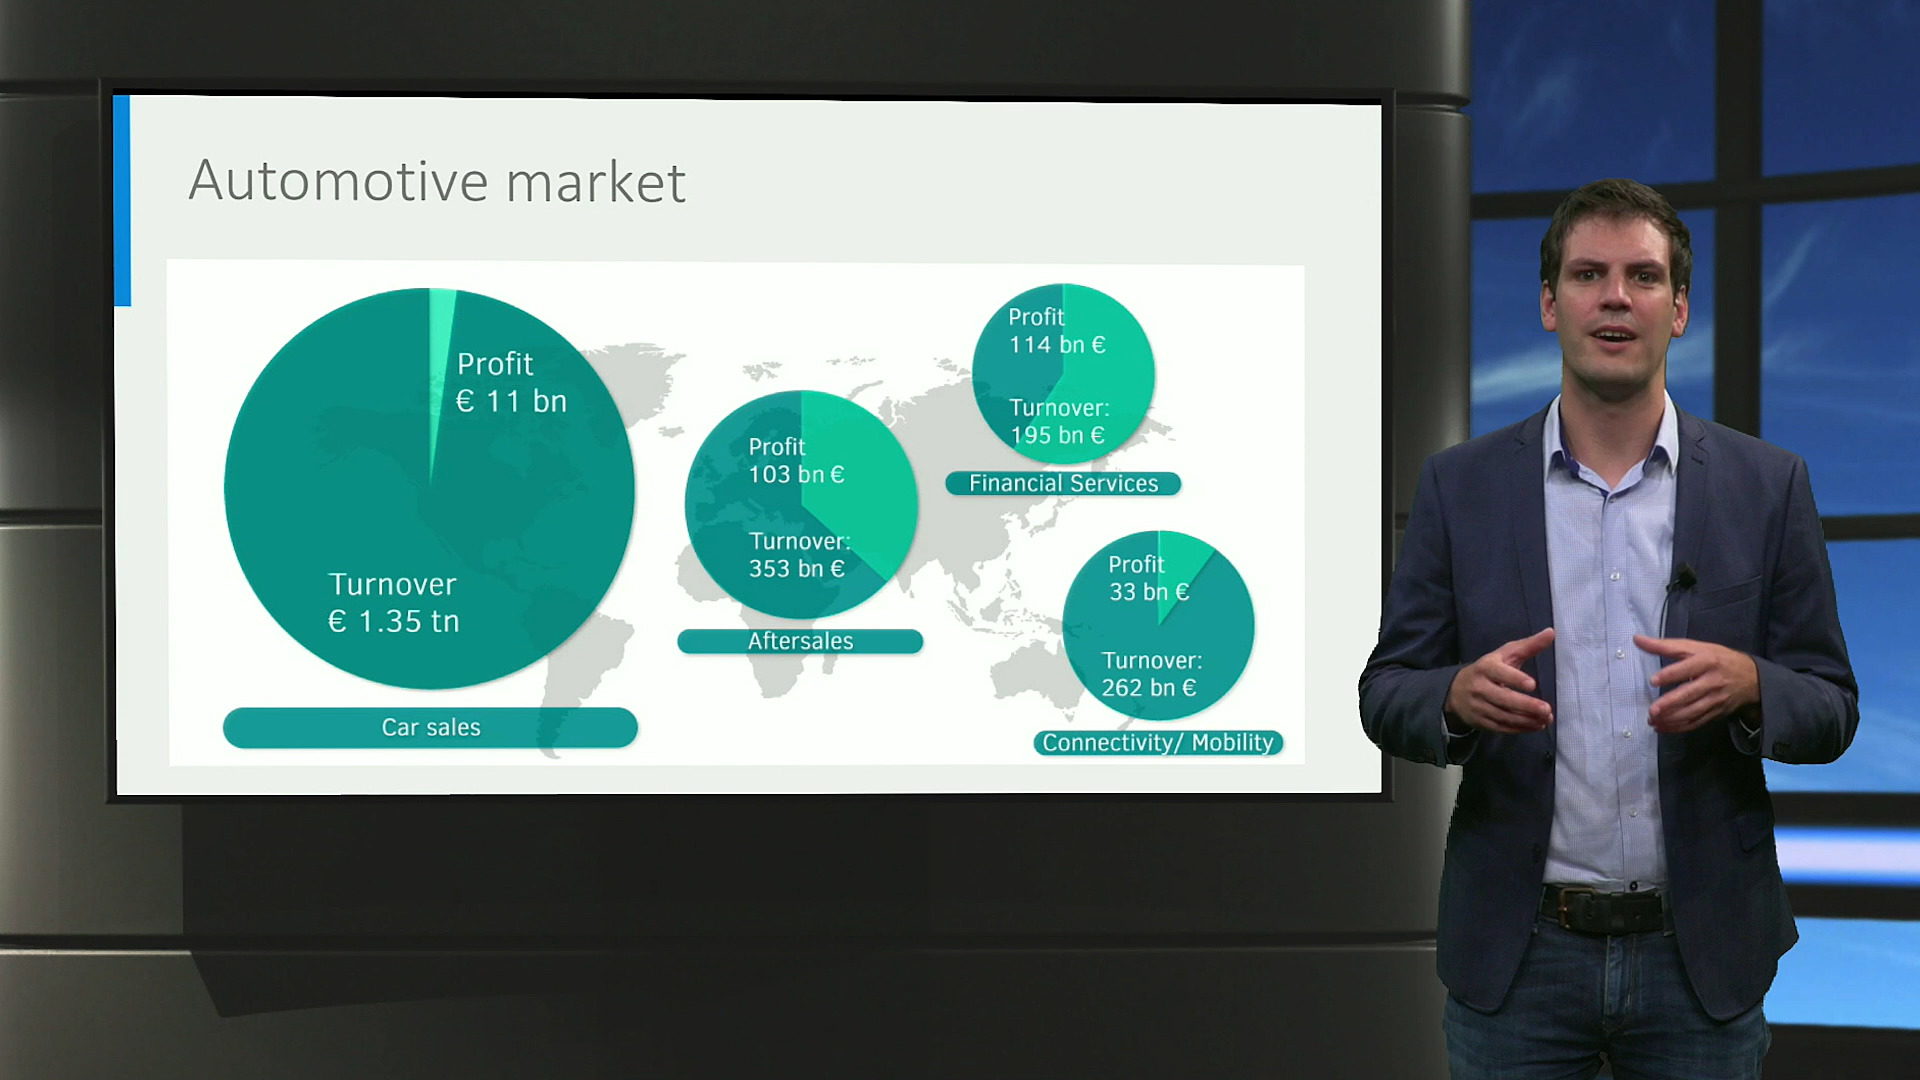 Automotive market
Profit
€ 11 bn
Turnover
€ 1.35 tn
Car sales
Profit
103 bn €
Turnover:
353 bn €
Aftersales
Profit
114 bn €
Turnover:
195 bn €
Financial Services
Profit
33 bn €
Turnover:
262 bn €
Connectivity/ Mobility